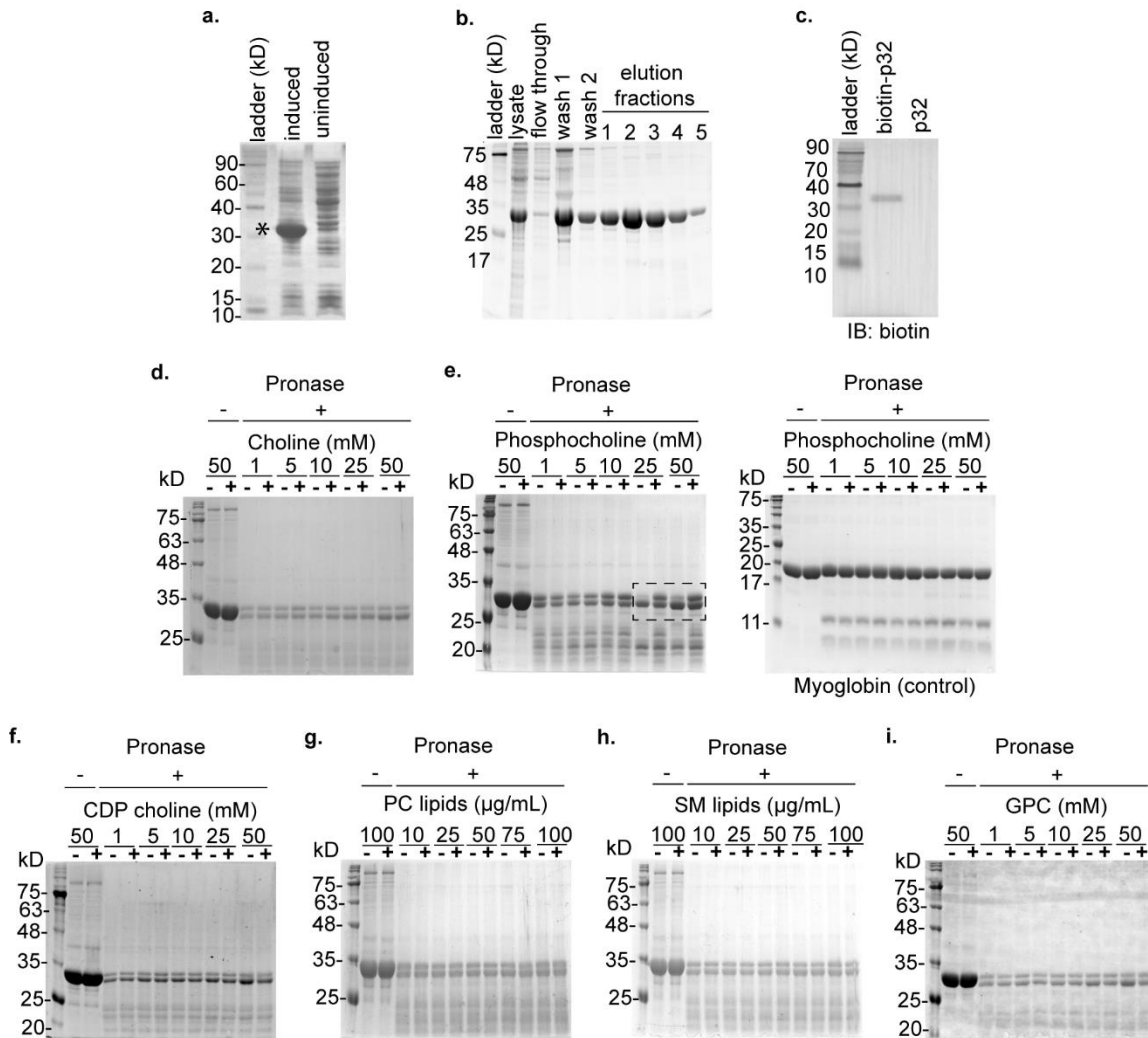 a.
ladder (kD)
induced
uninduced
90-
60-
40-
*
30-
20-
15-
10-
b.
ladder (kD)
lysate
flow through
wash 1
wash 2
elution
fractions
1 2 3 4 5
75
48
35
25
17
c.
ladder (kD)
biotin-p32
p32
90
70
40
30
20
15
10
IB: biotin
d.
Pronase
- +
Choline (mM)
50 1 5 10 25 50
kD - + - + - + - + - + - +
75-
63-
48-
35-
25-
e.
Pronase
- +
Phosphocholine (mM)
50 1 5 10 25 50
kD - + - + - + - + - + - +
75-
63-
48-
35-
25-
20-
Pronase
- +
Phosphocholine (mM)
50 1 5 10 25 50
kD - + - + - + - + - + - +
75-
35-
25-
20-
17-
11-
Myoglobin (control)
f.
Pronase
- +
CDP choline (mM)
50 1 5 10 25 50
kD - + - + - + - + - + - +
75-
63-
48-
35-
25-
20-
g.
Pronase
- +
PC lipids (µg/mL)
100 10 25 50 75 100
kD - + - + - + - + - + - +
75-
63-
48-
35-
25-
h.
Pronase
- +
SM lipids (µg/mL)
100 10 25 50 75 100
kD - + - + - + - + - + - +
75-
63-
48-
35-
25-
i.
Pronase
- +
GPC (mM)
50 1 5 10 25 50
kD - + - + - + - + - + - +
75-
63-
48-
35-
25-
20-